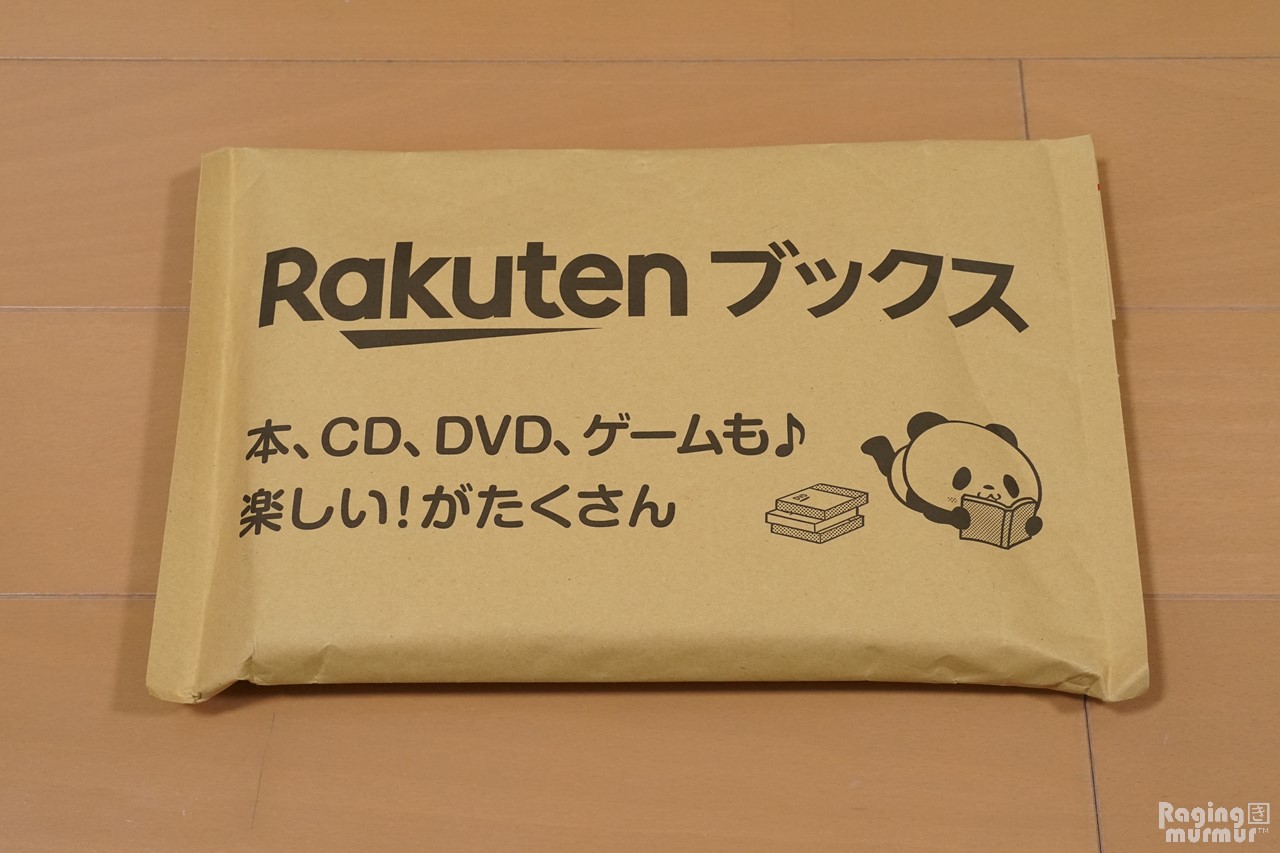 Rakuten ブックス
本、CD、DVD、ゲームも♪
楽しい!がたくさん
Raging
murmur™